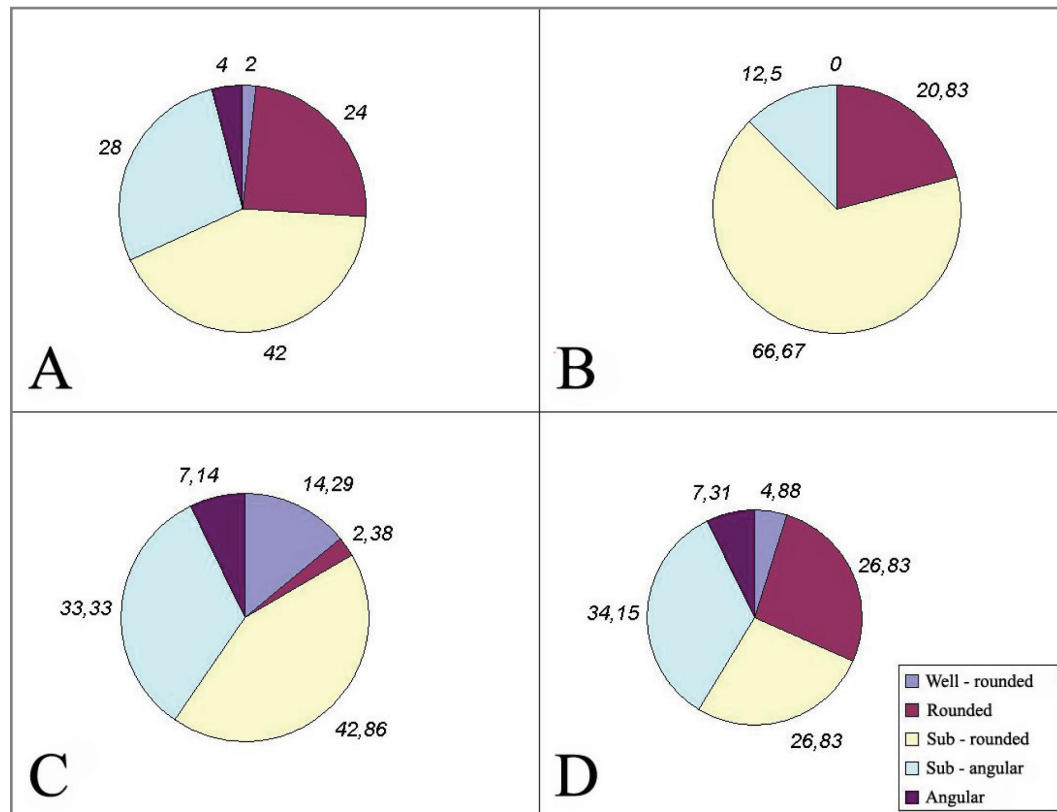 4
2
24
28
42
A
0
12,5
20,83
66,67
B
7,14
14,29
2,38
33,33
42,86
C
7,31
4,88
26,83
34,15
26,83
D
Well - rounded
Rounded
Sub - rounded
Sub - angular
Angular